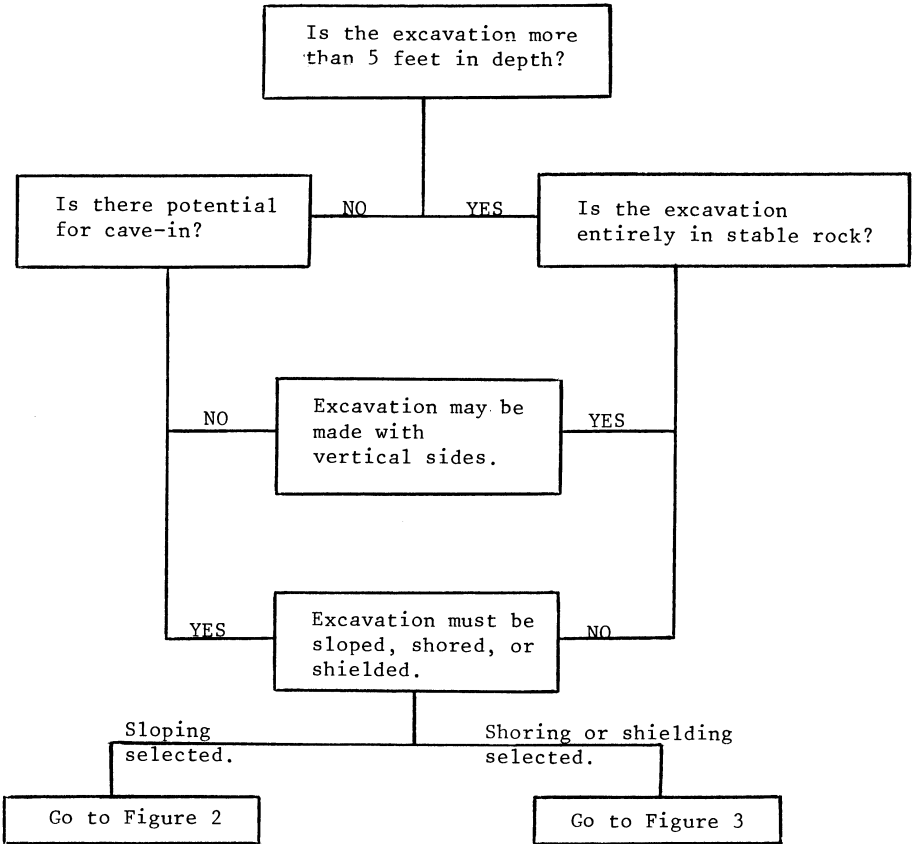 Is the excavation more
than 5 feet in depth?
Is there potential
for cave-in?
NO
YES
Is the excavation
entirely in stable rock?
NO
Excavation may be
made with
vertical sides.
YES
YES
Excavation must be
sloped, shored, or
shielded.
NO
Sloping
selected.
Shoring or shielding
selected.
Go to Figure 2
Go to Figure 3